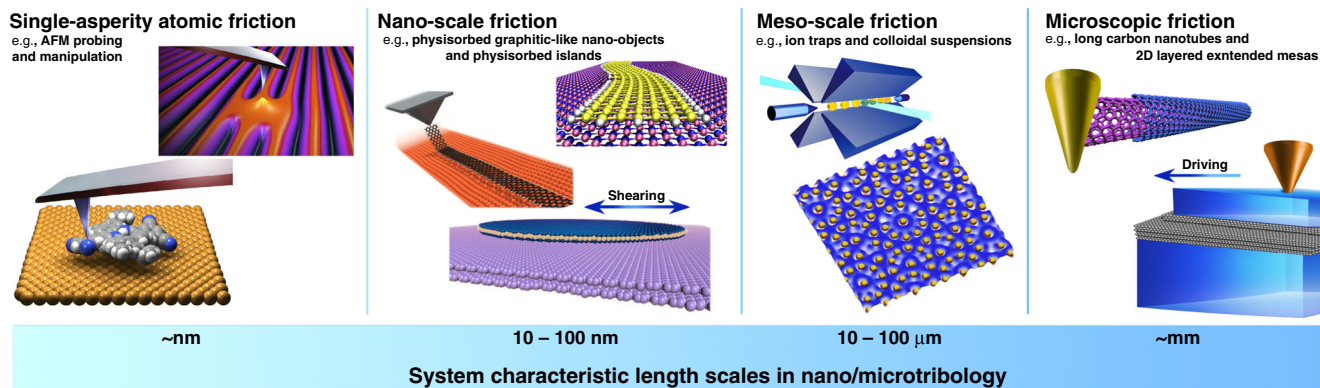 Single-asperity atomic friction
e.g., AFM probing
and manipulation
Nano-scale friction
e.g., physisorbed graphitic-like nano-objects
and physisorbed islands
Shearing
Meso-scale friction
e.g., ion traps and colloidal suspensions
Microscopic friction
e.g., long carbon nanotubes and
2D layered exntended mesas
Driving
~nm
10 – 100 nm
10 – 100 μm
~mm
System characteristic length scales in nano/microtribology